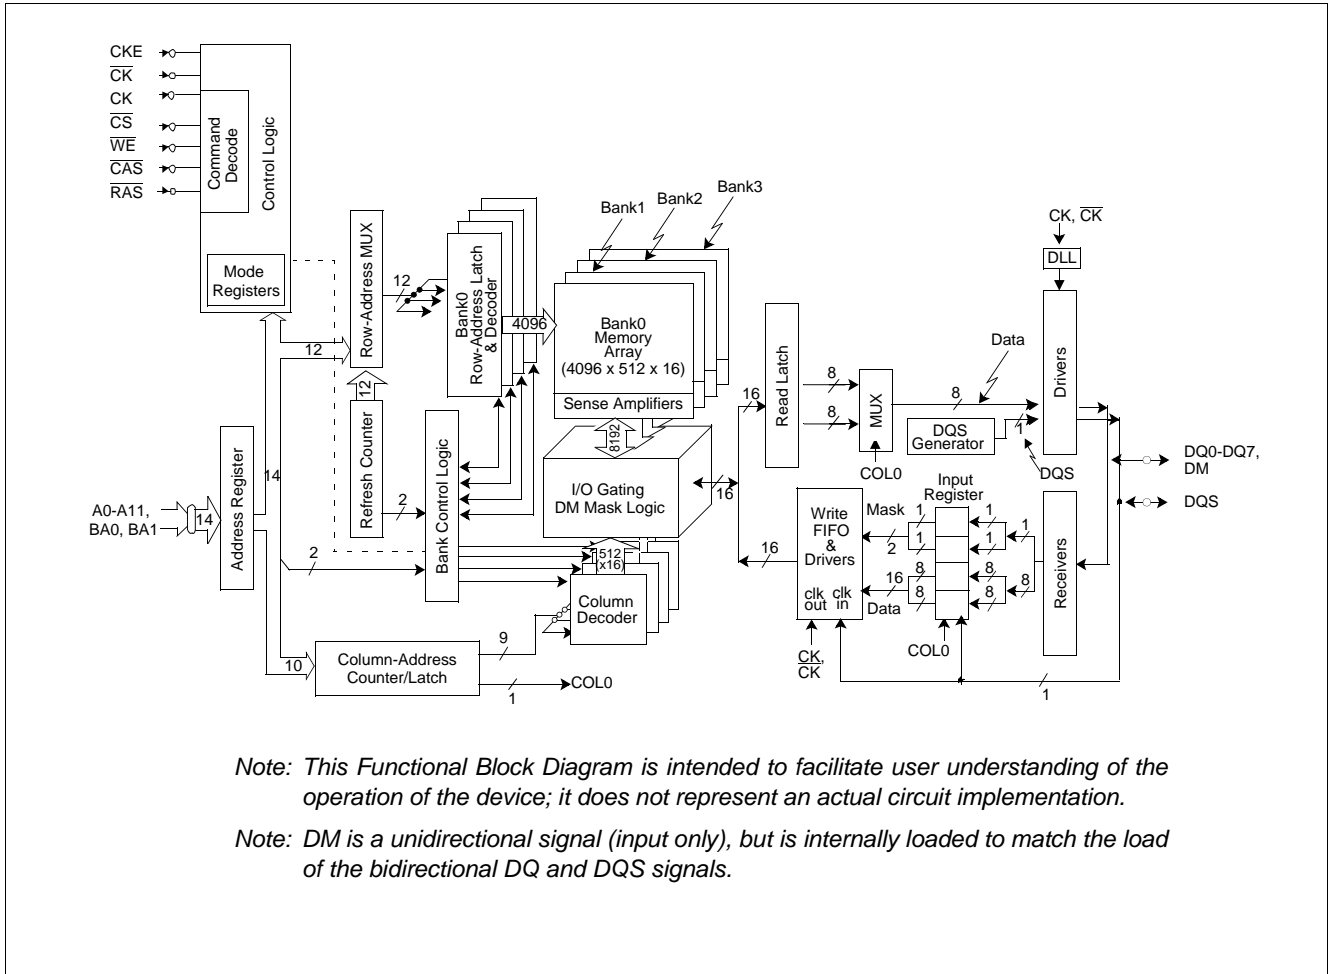 CKE
CK
CK
CS
WE
CAS
RAS
Command
Decode
Control Logic
Mode
Registers
Row-Address MUX
12
12
12
Refresh Counter
2
Bank0
Row-Address Latch
& Decoder
4096
Bank1
Bank2
Bank3
Bank0
Memory
Array
(4096 x 512 x 16)
Sense Amplifiers
8192
I/O Gating
DM Mask Logic
16
Bank Control Logic
512
(x16)
Column
Decoder
A0-A11,
BA0, BA1
14
Address Register
14
2
10
Column-Address
Counter/Latch
9
1
COL0
16
Read Latch
8
8
MUX
COL0
8
Data
DQS
Generator
1
DQS
CK, CK
DLL
Drivers
DQ0-DQ7,
DM
DQS
Input
Register
Write
FIFO
&
Drivers
clk
out
clk
in
16
Mask
2
16
Data
1
1
8
8
1
1
8
8
1
8
Receivers
COL0
CK,
CK
1
Note: This Functional Block Diagram is intended to facilitate user understanding of the
operation of the device; it does not represent an actual circuit implementation.
Note: DM is a unidirectional signal (input only), but is internally loaded to match the load
of the bidirectional DQ and DQS signals.